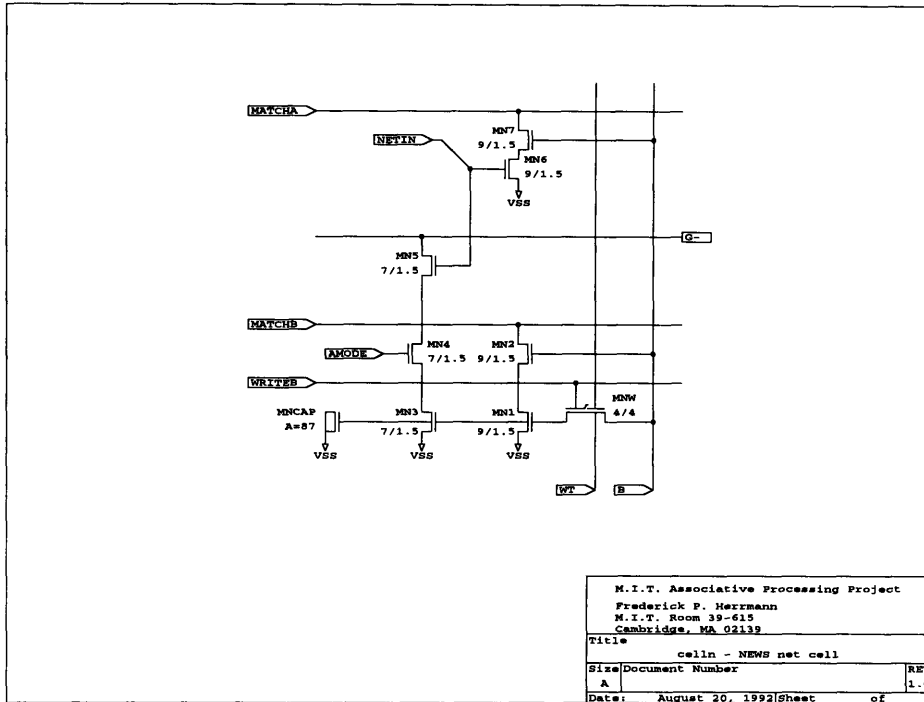 MATCHA
MN7
NETIN
9/1.5
MN6
9/1.5
VSS
G-
MN5
7/1.5
MATCHB
MN4
MN2
AMODE
7/1.5
9/1.5
WRITEB
MNW
MNCAP
MN3
MN1
4/4
A=87
7/1.5
9/1.5
VSS
VSS
VSS
WT
B
M.I.T. Associative Processing Project
Frederick P. Herrmann
M.I.T. Room 39-615
Cambridge, MA 02139
Title
celln - NEWS net cell
Size Document Number
A
Date: August 20, 1992 Sheet of